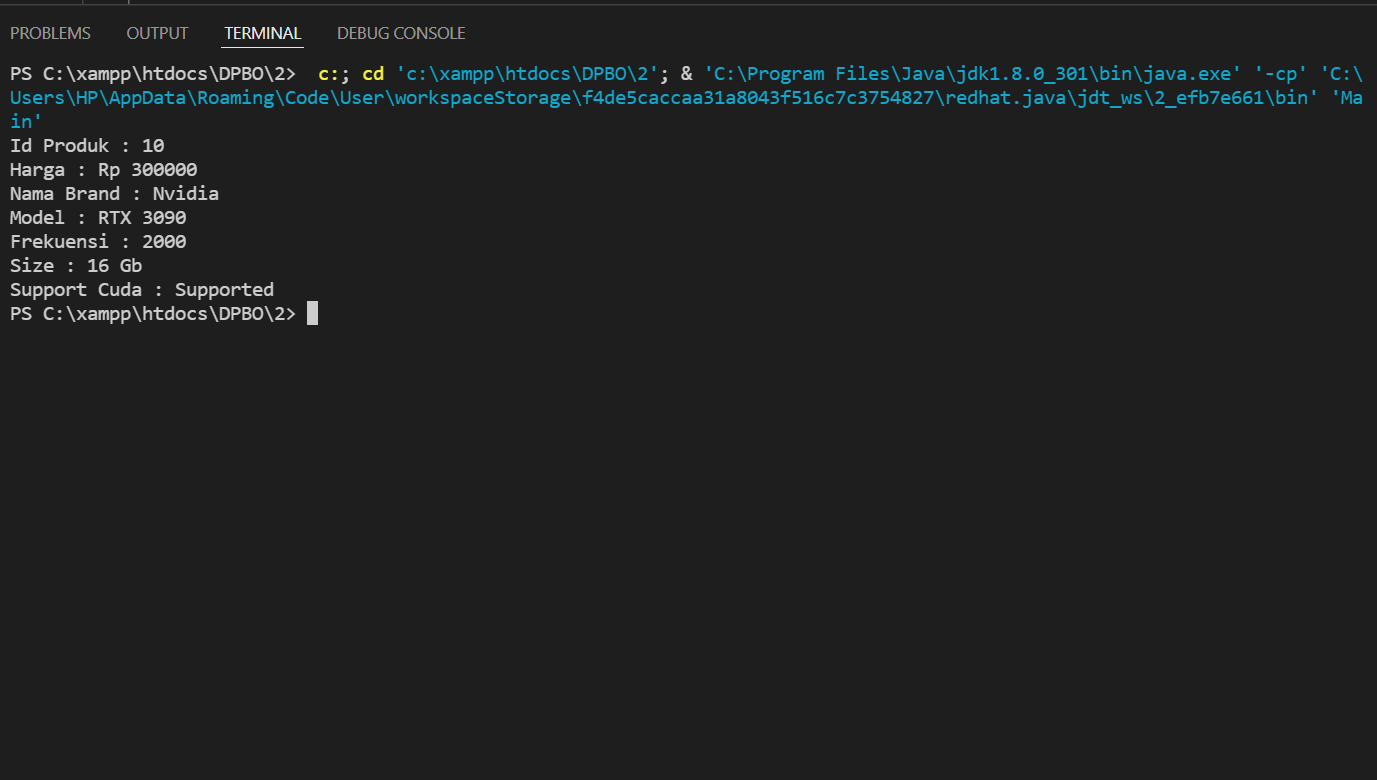 PROBLEMS OUTPUT TERMINAL DEBUG CONSOLE
PS C:\xampp\htdocs\DPBO\2>  c:; cd 'c:\xampp\htdocs\DPBO\2'; & 'C:\Program Files\Java\jdk1.8.0_301\bin\java.exe' '-cp' 'C:\
Users\HP\AppData\Roaming\Code\User\workspaceStorage\f4de5caccaa31a8043f516c7c3754827\redhat.java\jdt_ws\2_efb7e661\bin' 'Ma
in'
Id Produk : 10
Harga : Rp 300000
Nama Brand : Nvidia
Model : RTX 3090
Frekuensi : 2000
Size : 16 Gb
Support Cuda : Supported
PS C:\xampp\htdocs\DPBO\2>